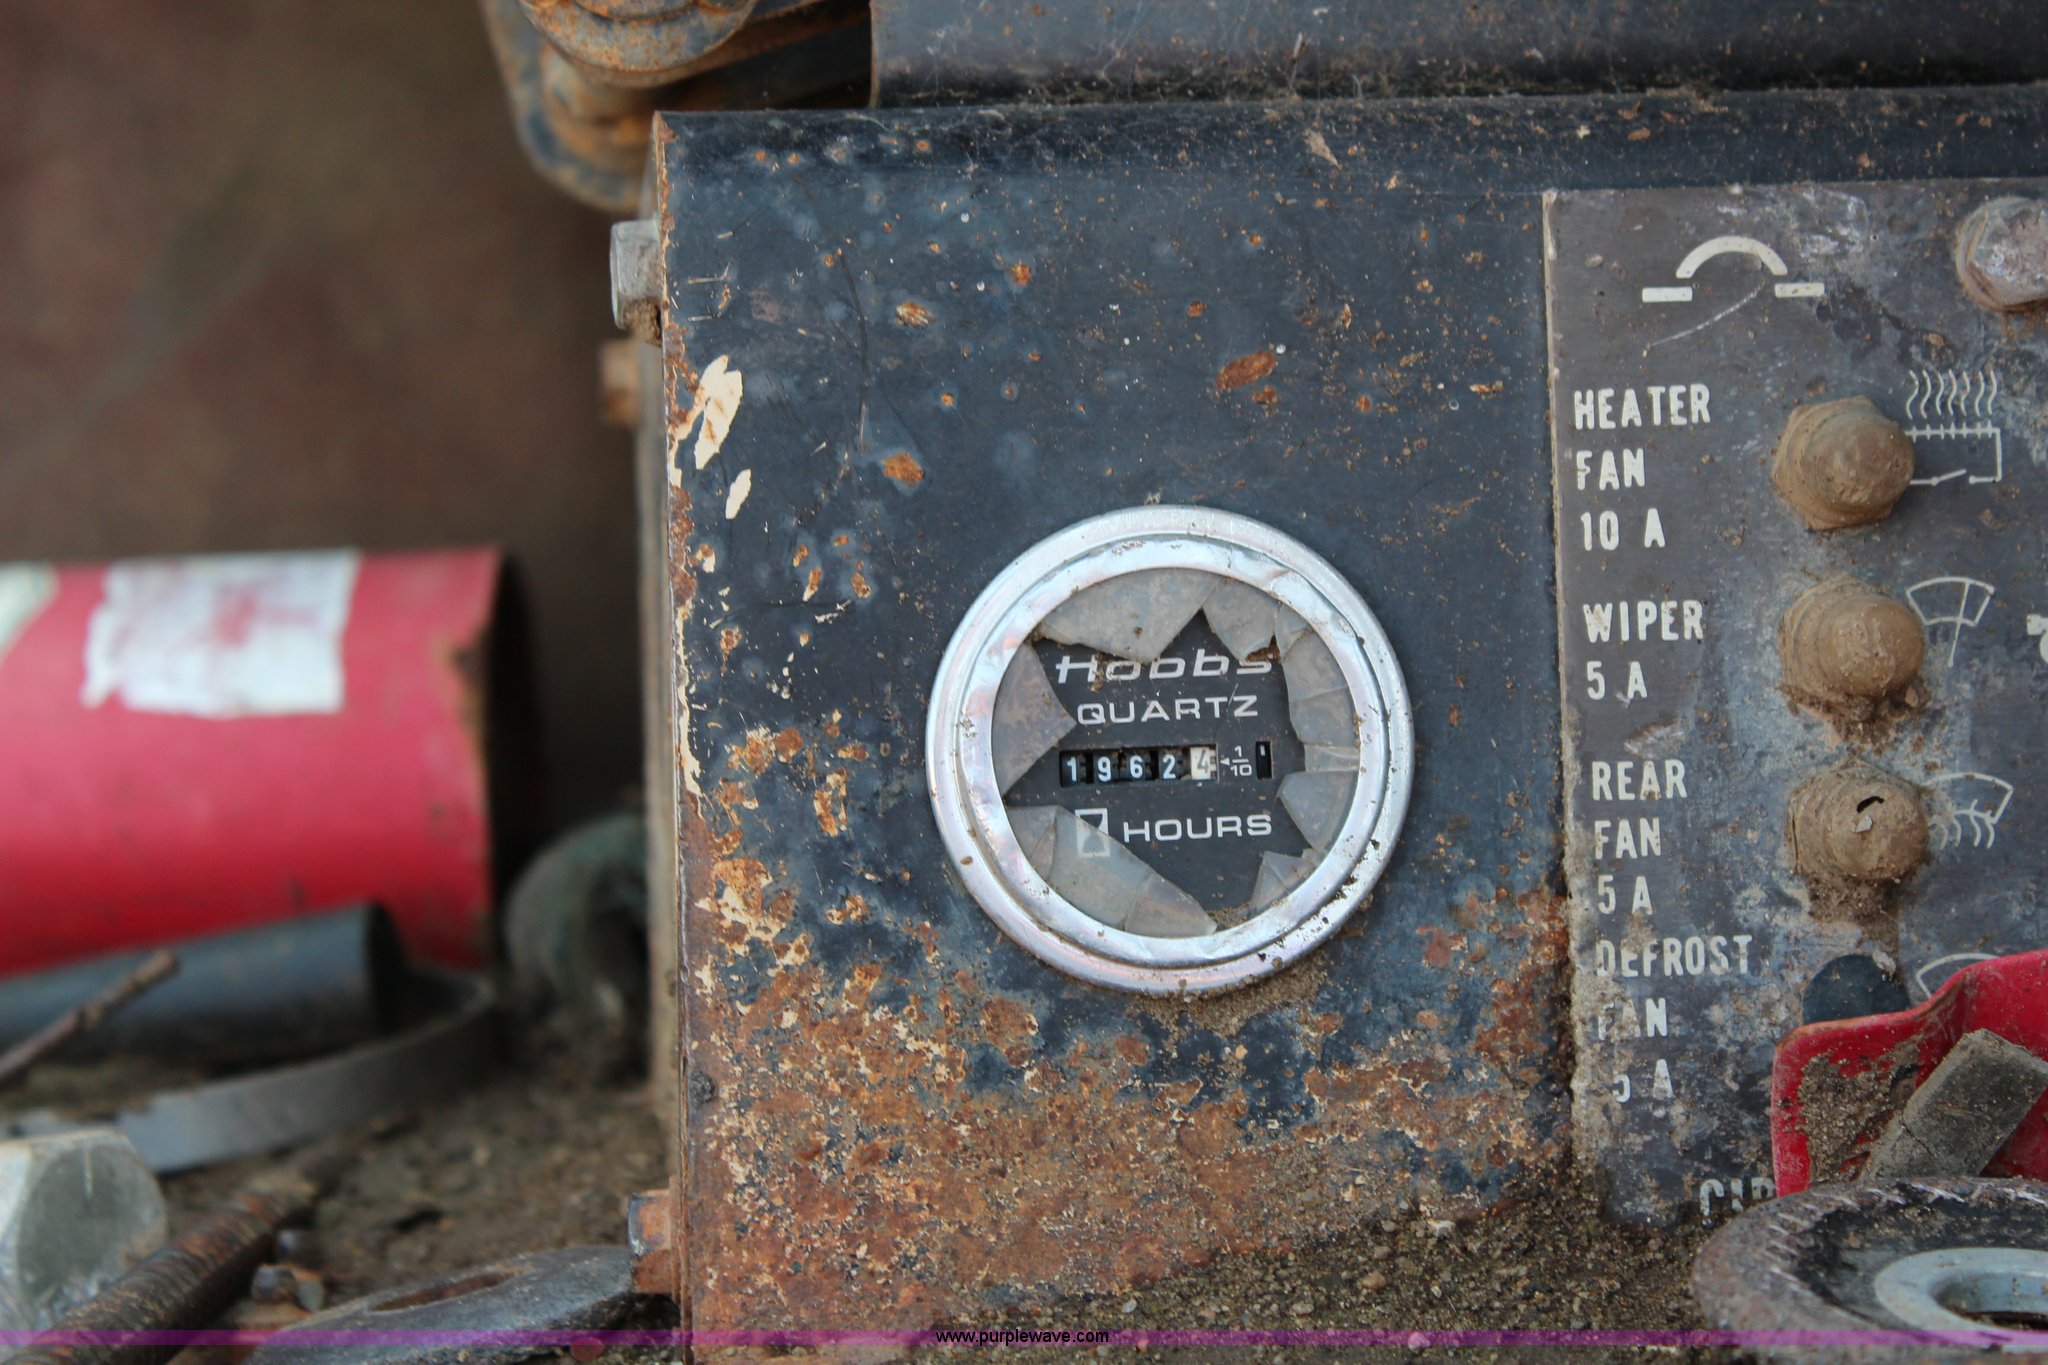 Hobbs
QUARTZ
19624 1/10
HOURS
HEATER
FAN
10 A
WIPER
5 A
REAR
FAN
5 A
DEFROST
FAN
5 A
www.purplewave.com